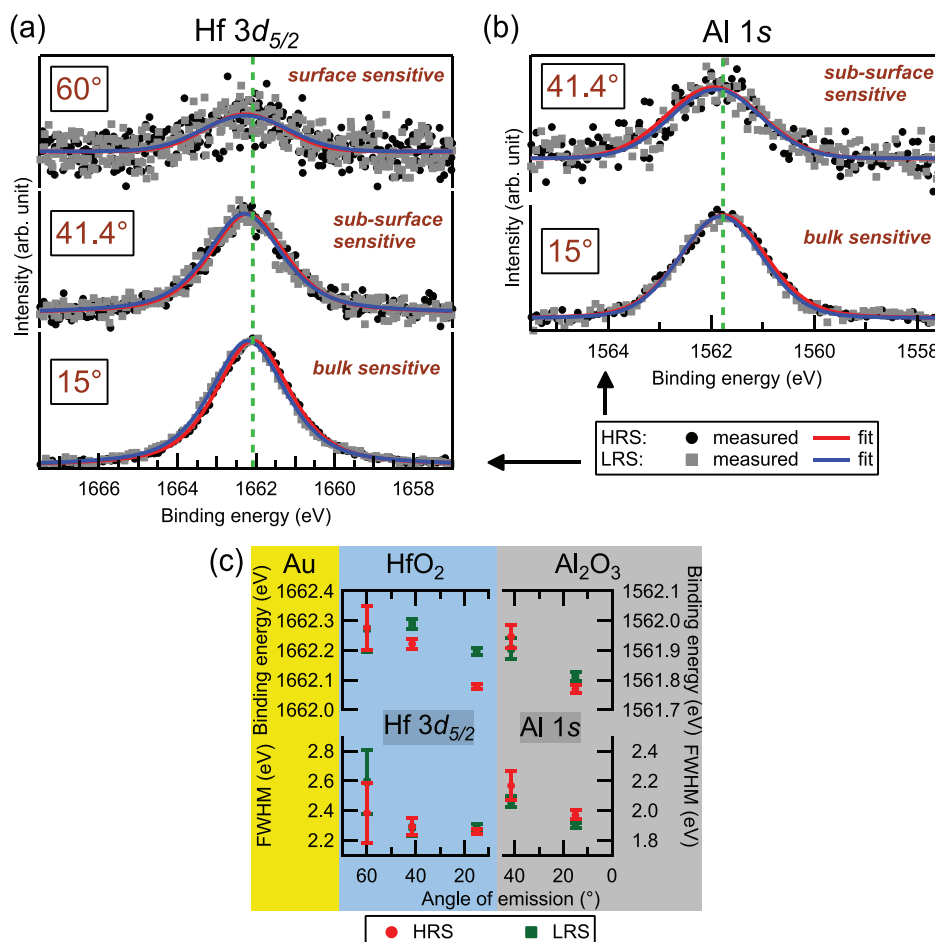 (a)
Hf 3d5/2
60°
surface sensitive
41.4°
sub-surface
sensitive
15°
bulk sensitive
Intensity (arb. unit)
1666
1664
1662
1660
1658
Binding energy (eV)
(b)
Al 1s
41.4°
sub-surface
sensitive
15°
bulk sensitive
Intensity (arb. unit)
1564
1562
1560
1558
Binding energy (eV)
HRS: measured fit
LRS: measured fit
(c)
Au
HfO2
Al2O3
Binding energy (eV)
1662.4
1662.3
1662.2
1662.1
1662.0
1562.1
1562.0
1561.9
1561.8
1561.7
Binding energy (eV)
Hf 3d5/2
Al 1s
FWHM (eV)
2.8
2.6
2.4
2.2
2.4
2.2
2.0
1.8
FWHM (eV)
60 40 20 40 20 0
Angle of emission (°)
HRS LRS